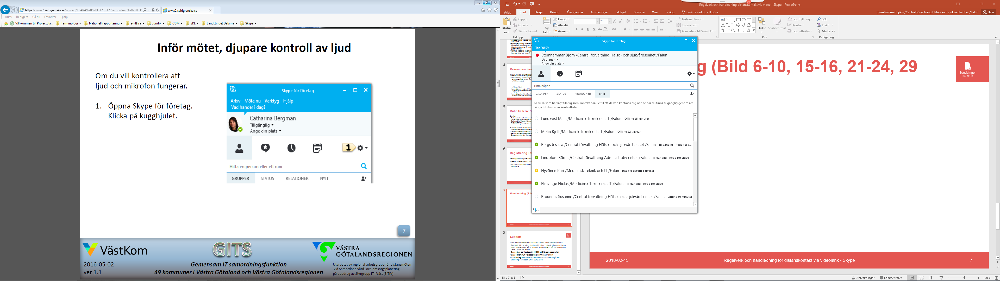 https://www2.sahlgrenska.se/upload/KLARA%20SVPL%20-%20Samordnad%20v%C3%
www2.sahlgrenska.se
Arkiv Redigera Gå till Favoriter Hjälp
Välkommen till Projectpla... Terminologi Nationell rapportering e-Hälsa Juridik CGM SKL Landstinget Dalarna Skype
Inför mötet, djupare kontroll av ljud
Om du vill kontrollera att
ljud och mikrofon fungerar.
1. Öppna Skype för företag.
Klicka på kugghjulet.
Skype för företag
Arkiv Möte nu Verktyg Hjälp
Vad händer i dag?
Catharina Bergman
Tillgänglig
Ange din plats
1
Hitta en person eller ett rum
GRUPPER STATUS RELATIONER NYTT
7
VästKom
GITS
VÄSTRA
GÖTALANDSREGIONEN
2016-05-02
ver 1.1
Gemensam IT samordningsfunktion
49 kommuner i Västra Götaland och Västra Götalandsregionen
Utarbetat av regional arbetsgrupp för distansmöten
vid Samordnad vård- och omsorgsplanering
på uppdrag av Styrgrupp IT i Väst (SITIV)
20
Regelverk och handledning distanskontakt via video - Skype - PowerPoint
Arkiv Start Infoga Design Övergångar Animeringar Bildspel Granska Visa Tillägg Berätta vad du vill göra...
Sternhammar Björn /Central förvaltning Hälso- och sjukvårdsenhet /Falun Dela
Klistra in
Klipp ut
Kopiera
Hämta format
Urklipp
Ny bild
Layout
Återställ
Avsnitt
26
F K U S abc AV Aa A
Textorientering
Justera text
Konvertera till SmartArt
Ordna
Snabbformat
Figurfyllning
Kontur
Figureffekter
Rita
Sök
Ersätt
Markera
Redigering
Skype för företag
Tfn 90609
Sternhammar Björn /Central förvaltning Hälso- och sjukvårdsenhet /Falun
Upptagen
Ange din plats
Hitta någon
GRUPPER STATUS RELATIONER NYTT
Se vilka som har lagt till dig som kontakt här. Se till att de kan kontakta dig och se när du finns tillgänglig genom att
lägga till dem i din kontaktlista.
Lundkvist Mats /Medicinsk Teknik och IT /Falun - Offline 15 minuter
Melin Kjell /Medicinsk Teknik och IT /Falun - Offline 22 timmar
Bergs Jessica /Central förvaltning Hälso- och sjukvårdsenhet /Falun - Tillgänglig - Redo för v...
Lindblom Sören /Central förvaltning Administrativ enhet /Falun - Tillgänglig - Redo för video
Hyvönen Kari /Medicinsk Teknik och IT /Falun - Inte vid datorn 3 timmar
Elmvinge Niclas /Medicinsk Teknik och IT /Falun - Tillgänglig - Redo för video
Brouneus Susanne /Central förvaltning Hälso- och sjukvårdsenhet /Falun - Offline 60 minuter
4
Rekommendera
5
Rutin kallelse S
6
Registrering Ta
7
Handledning (Bil
8
Support
g (Bild 6-10, 15-16, 21-24, 29
Landstinget
DALARNA
2018-02-15
Regelverk och handledning för distanskontakt via videolänk - Skype
7
Bild 7 av 8
Anteckningar Kommentarer
120 %